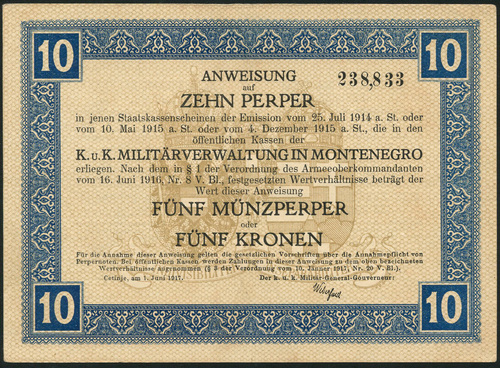 10 10
ANWEISUNG
auf 238,833
ZEHN PERPER
in jenen Staatskassenscheinen der Emission vom 25. Juli 1914 a. St. oder
vom 10. Mai 1915 a. St. oder vom 4. Dezember 1915 a. St., die in den
öffentlichen Kassen der
K. u. K. MILITÄRVERWALTUNG IN MONTENEGRO
erliegen. Nach dem in § 1 der Verordnung des Armeeoberkommandanten
vom 16. Juni 1916, Nr. 8 V. Bl., festgesetzten Wertverhältnisse beträgt der
Wert dieser Anweisung
FÜNF MÜNZPERPER
oder
FÜNF KRONEN
Für die Annahme dieser Anweisung gelten die gesetzlichen Vorschriften über die Annahmepflicht von
Perpernoten. Bei öffentlichen Kassen werden Zahlungen in dieser Anweisung zu dem oben bezeichneten
Wertverhältnisse angenommen (§ 3 der Verordnung vom 10. Jänner 1917, Nr. 20 V. Bl.).
Cetinje, am 1. Juni 1917. Der k. u. k. Militär-General-Gouverneur:
10 10